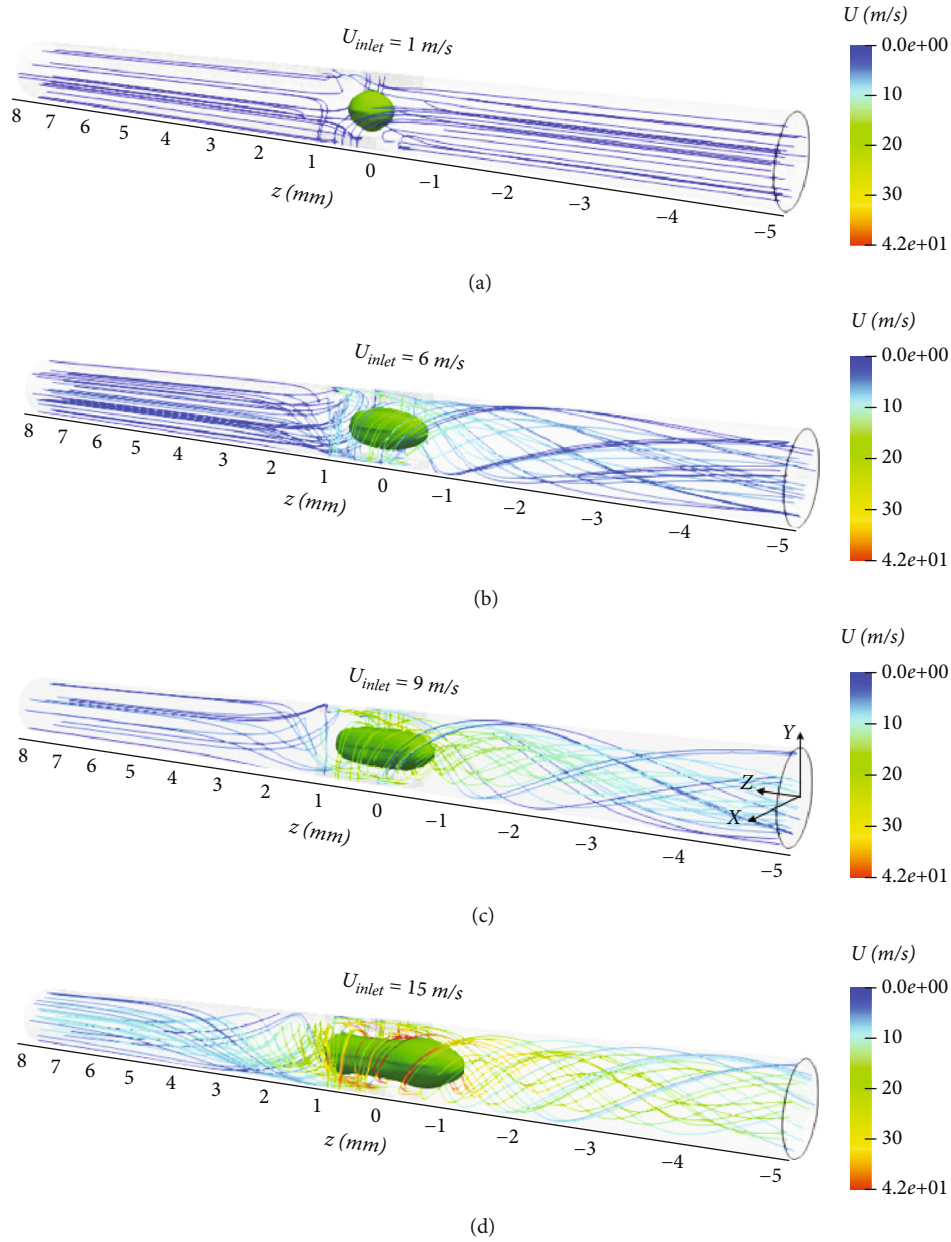 U (m/s)
U_inlet = 1 m/s
0.0e+00
10
20
30
4.2e+01
8 7 6 5 4 3 2 1 0 −1 −2 −3 −4 −5
z (mm)
(a)
U (m/s)
U_inlet = 6 m/s
0.0e+00
10
20
30
4.2e+01
8 7 6 5 4 3 2 1 0 −1 −2 −3 −4 −5
z (mm)
(b)
U (m/s)
U_inlet = 9 m/s
0.0e+00
10
20
30
4.2e+01
Y
Z
X
8 7 6 5 4 3 2 1 0 −1 −2 −3 −4 −5
z (mm)
(c)
U (m/s)
U_inlet = 15 m/s
0.0e+00
10
20
30
4.2e+01
8 7 6 5 4 3 2 1 0 −1 −2 −3 −4 −5
z (mm)
(d)